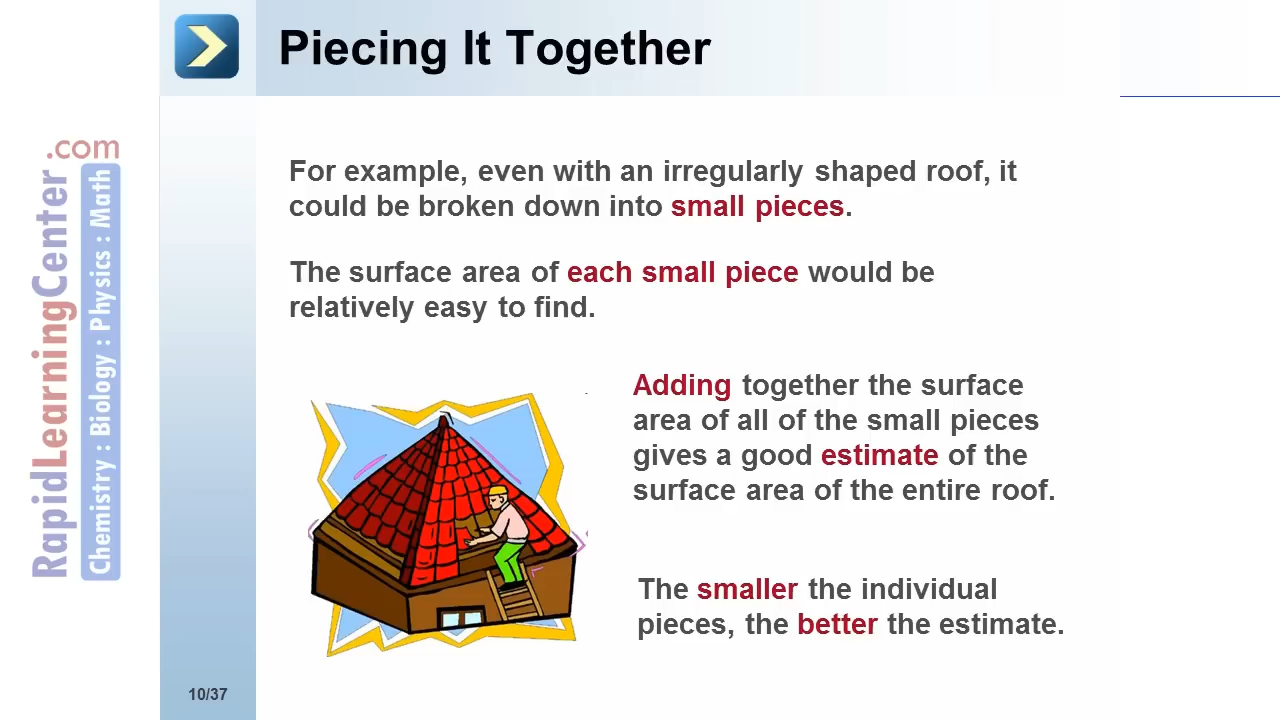 Piecing It Together
For example, even with an irregularly shaped roof, it
could be broken down into small pieces.
The surface area of each small piece would be
relatively easy to find.
Adding together the surface
area of all of the small pieces
gives a good estimate of the
surface area of the entire roof.
The smaller the individual
pieces, the better the estimate.
RapidLearningCenter.com
Chemistry : Biology : Physics : Math
10/37